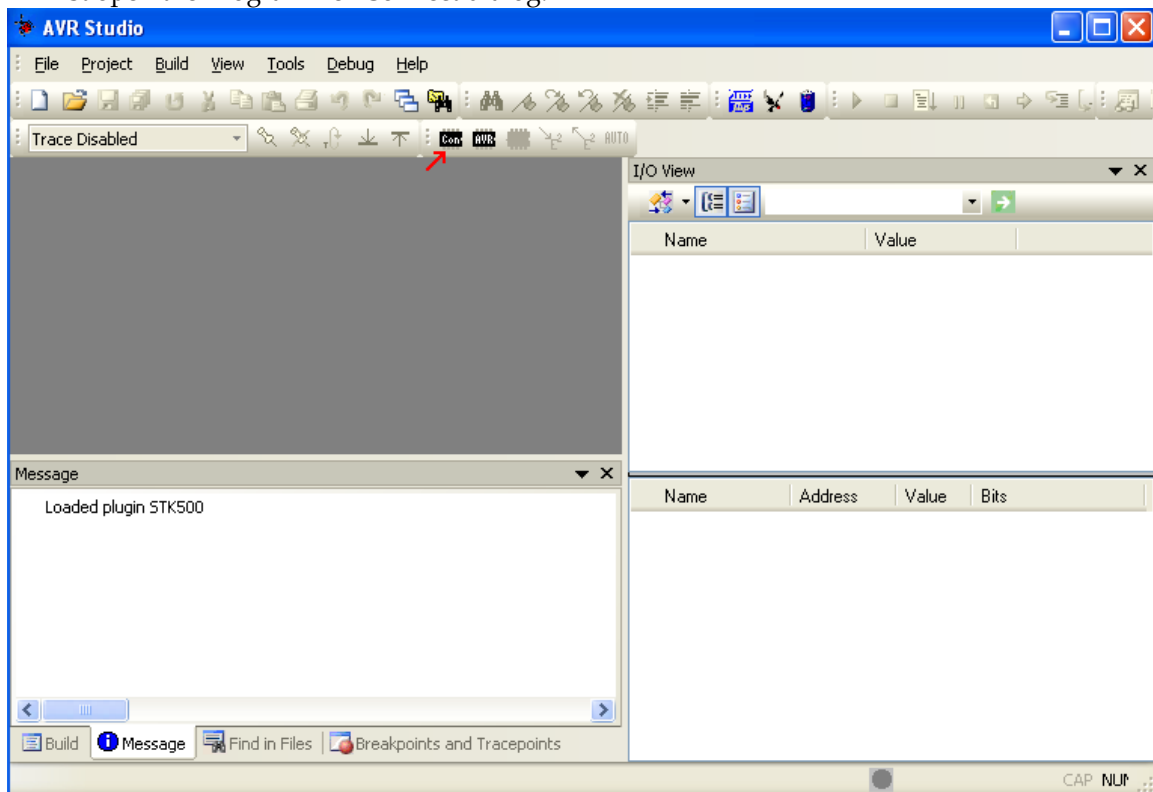 AVR Studio
File Project Build View Tools Debug Help
Trace Disabled
Con AVR AUTO
I/O View
Name Value
Message
Loaded plugin STK500
Name Address Value Bits
Build Message Find in Files Breakpoints and Tracepoints
CAP